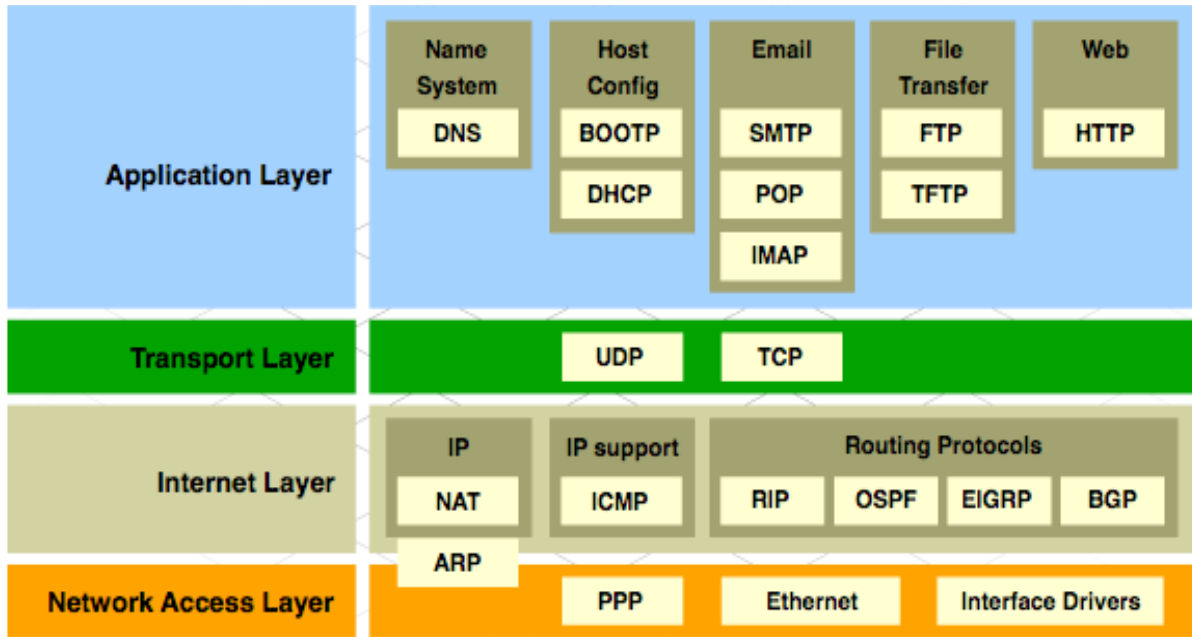 Application Layer
Name System
DNS
Host Config
BOOTP
DHCP
Email
SMTP
POP
IMAP
File Transfer
FTP
TFTP
Web
HTTP
Transport Layer
UDP
TCP
Internet Layer
IP
NAT
ARP
IP support
ICMP
Routing Protocols
RIP
OSPF
EIGRP
BGP
Network Access Layer
PPP
Ethernet
Interface Drivers